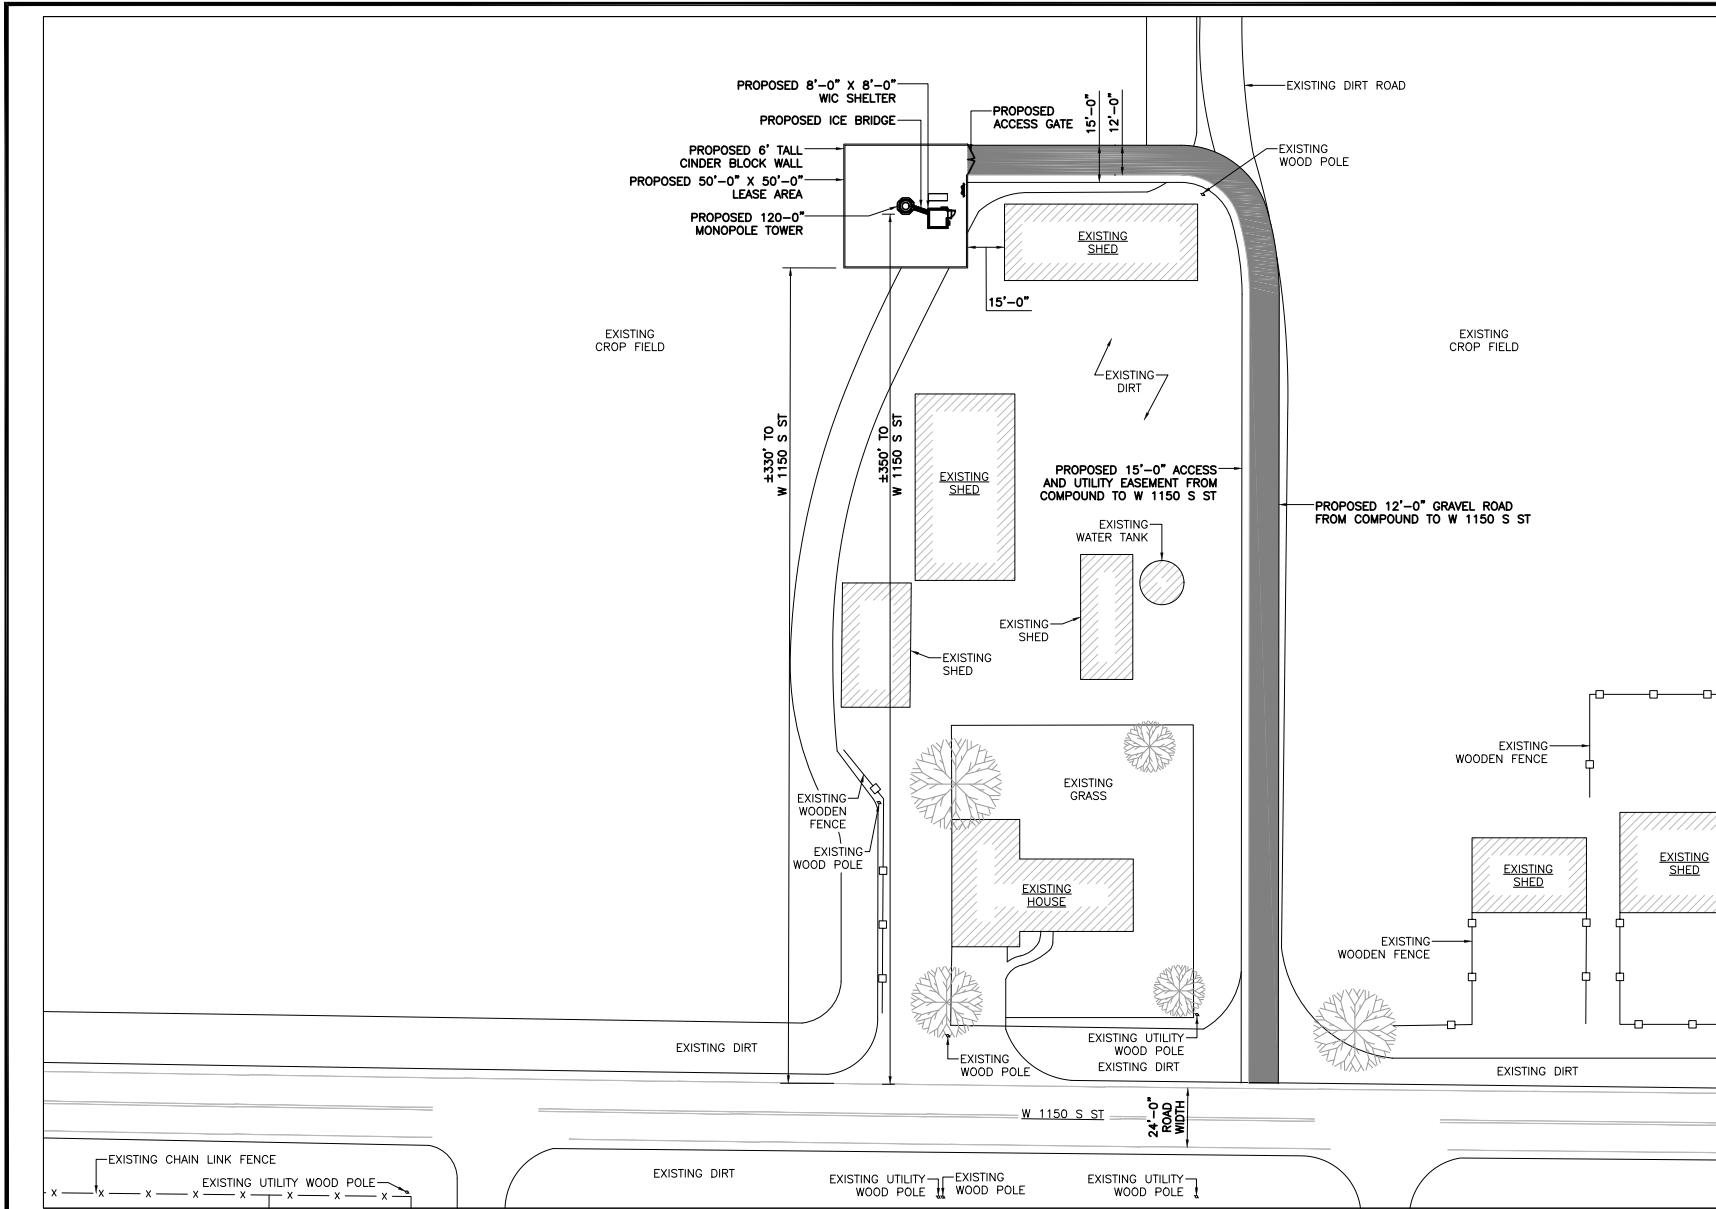 PROPOSED 8'-0" X 8'-0"
WIC SHELTER
PROPOSED ICE BRIDGE
PROPOSED 6' TALL
CINDER BLOCK WALL
PROPOSED 50'-0" X 50'-0"
LEASE AREA
PROPOSED 120-0"
MONOPOLE TOWER
PROPOSED
ACCESS GATE
15'-0"
12'-0"
EXISTING DIRT ROAD
EXISTING
WOOD POLE
EXISTING
SHED
15'-0"
EXISTING
CROP FIELD
EXISTING
CROP FIELD
EXISTING
DIRT
±330' TO
W 1150 S ST
±350' TO
W 1150 S ST
EXISTING
SHED
PROPOSED 15'-0" ACCESS
AND UTILITY EASEMENT FROM
COMPOUND TO W 1150 S ST
PROPOSED 12'-0" GRAVEL ROAD
FROM COMPOUND TO W 1150 S ST
EXISTING
WATER TANK
EXISTING
SHED
EXISTING
SHED
EXISTING
WOODEN FENCE
EXISTING
GRASS
EXISTING
WOODEN
FENCE
EXISTING
WOOD POLE
EXISTING
HOUSE
EXISTING
SHED
EXISTING
SHED
EXISTING
WOODEN FENCE
EXISTING DIRT
EXISTING
WOOD POLE
EXISTING UTILITY
WOOD POLE
EXISTING DIRT
EXISTING DIRT
W 1150 S ST
24'-0"
ROAD
WIDTH
EXISTING CHAIN LINK FENCE
EXISTING UTILITY WOOD POLE
X X X X X X X X
EXISTING DIRT
EXISTING UTILITY
WOOD POLE
EXISTING
WOOD POLE
EXISTING UTILITY
WOOD POLE